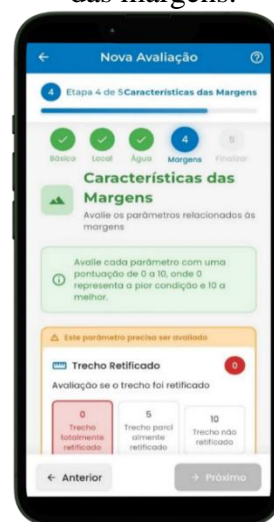 das margens.
Nova Avaliação
4 Etapa 4 de 5Características das Margens
4 5
Básico Local Água Margens Finalizar
Características das
Margens
Avalie os parâmetros relacionados às
margens
Avalie cada parâmetro com uma
pontuação de 0 a 10, onde 0
representa a pior condição e 10 a
melhor.
Este parâmetro precisa ser avaliado
Trecho Retificado 0
Avaliação se o trecho foi retificado
0 5 10
Trecho totalmente retificado Trecho parci almente retificado Trecho não retificado
← Anterior → Próximo